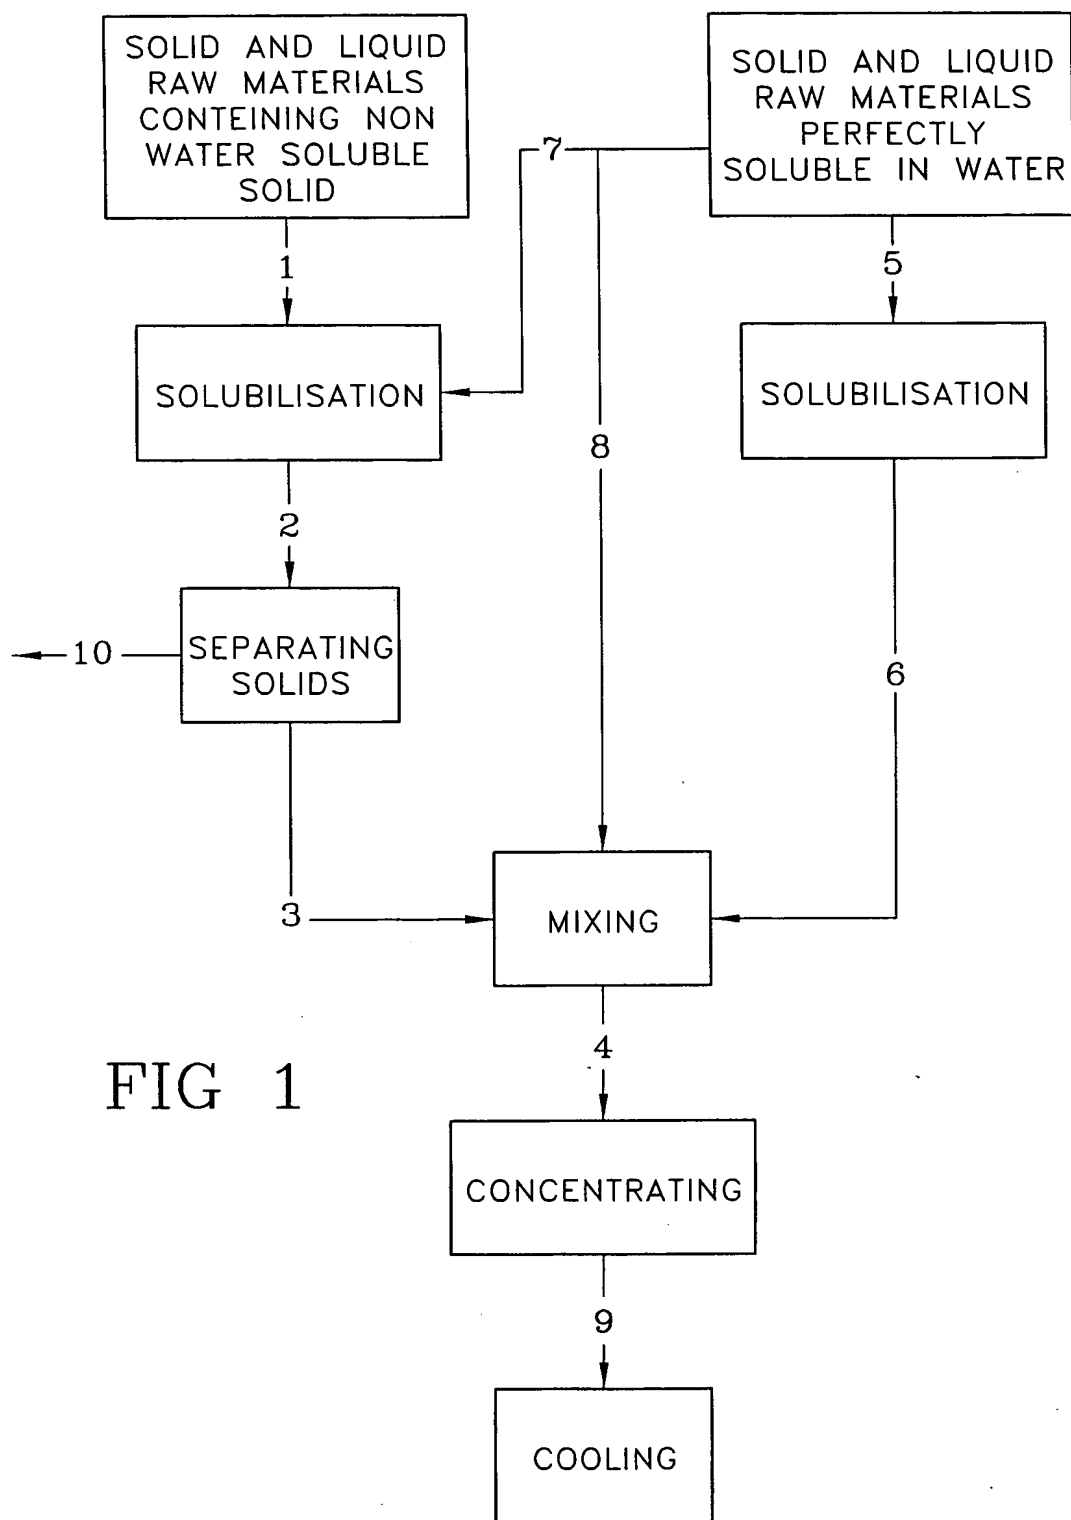 SOLID AND LIQUID
RAW MATERIALS
CONTEINING NON
WATER SOLUBLE
SOLID
SOLID AND LIQUID
RAW MATERIALS
PERFECTLY
SOLUBLE IN WATER
7
1
5
SOLUBILISATION
SOLUBILISATION
8
2
10
SEPARATING
SOLIDS
6
3
MIXING
4
FIG 1
CONCENTRATING
9
COOLING